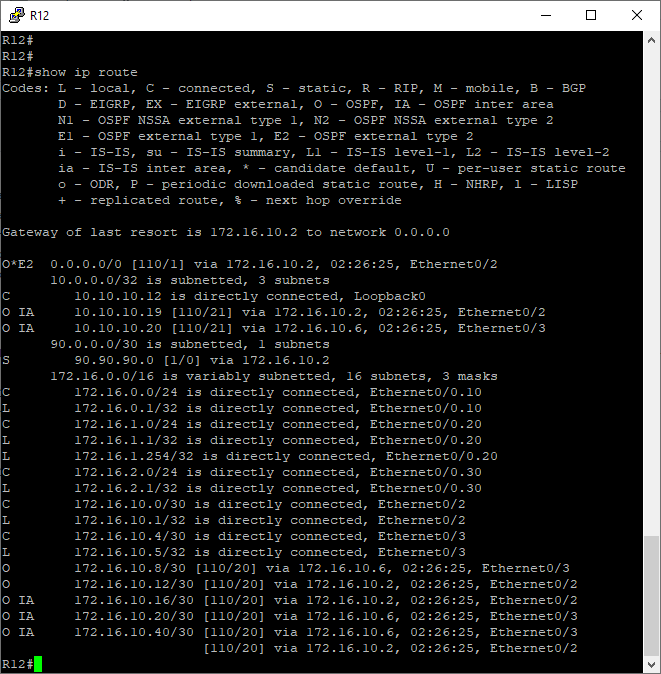 R12
R12#
R12#
R12#show ip route
Codes: L - local, C - connected, S - static, R - RIP, M - mobile, B - BGP
       D - EIGRP, EX - EIGRP external, O - OSPF, IA - OSPF inter area
       N1 - OSPF NSSA external type 1, N2 - OSPF NSSA external type 2
       E1 - OSPF external type 1, E2 - OSPF external type 2
       i - IS-IS, su - IS-IS summary, L1 - IS-IS level-1, L2 - IS-IS level-2
       ia - IS-IS inter area, * - candidate default, U - per-user static route
       o - ODR, P - periodic downloaded static route, H - NHRP, l - LISP
       + - replicated route, % - next hop override
Gateway of last resort is 172.16.10.2 to network 0.0.0.0
O*E2  0.0.0.0/0 [110/1] via 172.16.10.2, 02:26:25, Ethernet0/2
      10.0.0.0/32 is subnetted, 3 subnets
C        10.10.10.12 is directly connected, Loopback0
O IA     10.10.10.19 [110/21] via 172.16.10.2, 02:26:25, Ethernet0/2
O IA     10.10.10.20 [110/21] via 172.16.10.6, 02:26:25, Ethernet0/3
      90.0.0.0/30 is subnetted, 1 subnets
S        90.90.90.0 [1/0] via 172.16.10.2
      172.16.0.0/16 is variably subnetted, 16 subnets, 3 masks
C        172.16.0.0/24 is directly connected, Ethernet0/0.10
L        172.16.0.1/32 is directly connected, Ethernet0/0.10
C        172.16.1.0/24 is directly connected, Ethernet0/0.20
L        172.16.1.1/32 is directly connected, Ethernet0/0.20
L        172.16.1.254/32 is directly connected, Ethernet0/0.20
C        172.16.2.0/24 is directly connected, Ethernet0/0.30
L        172.16.2.1/32 is directly connected, Ethernet0/0.30
C        172.16.10.0/30 is directly connected, Ethernet0/2
L        172.16.10.1/32 is directly connected, Ethernet0/2
C        172.16.10.4/30 is directly connected, Ethernet0/3
L        172.16.10.5/32 is directly connected, Ethernet0/3
O        172.16.10.8/30 [110/20] via 172.16.10.6, 02:26:25, Ethernet0/3
O        172.16.10.12/30 [110/20] via 172.16.10.2, 02:26:25, Ethernet0/2
O IA     172.16.10.16/30 [110/20] via 172.16.10.2, 02:26:25, Ethernet0/2
O IA     172.16.10.20/30 [110/20] via 172.16.10.6, 02:26:25, Ethernet0/3
O IA     172.16.10.40/30 [110/20] via 172.16.10.6, 02:26:25, Ethernet0/3
                         [110/20] via 172.16.10.2, 02:26:25, Ethernet0/2
R12#